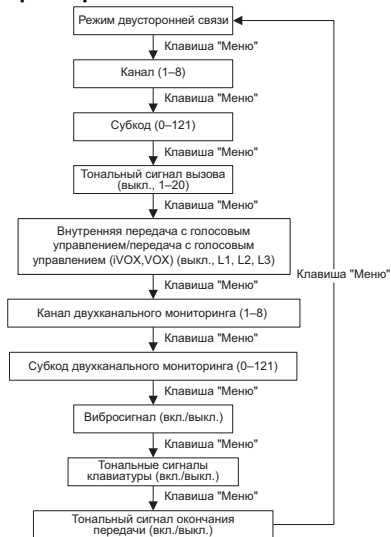 Режим двусторонней связи
Клавиша "Меню"
Канал (1–8)
Клавиша "Меню"
Субкод (0–121)
Клавиша "Меню"
Тональный сигнал вызова
(выкл., 1–20)
Клавиша "Меню"
Внутренняя передача с голосовым
управлением/передача с голосовым
управлением (iVOX,VOX) (выкл., L1, L2, L3)
Клавиша "Меню"
Клавиша "Меню"
Канал двухканального мониторинга (1–8)
Клавиша "Меню"
Субкод двухканального мониторинга (0–121)
Клавиша "Меню"
Вибросигнал (вкл./выкл.)
Клавиша "Меню"
Тональные сигналы
клавиатуры (вкл./выкл.)
Клавиша "Меню"
Тональный сигнал окончания
передачи (вкл./выкл.)